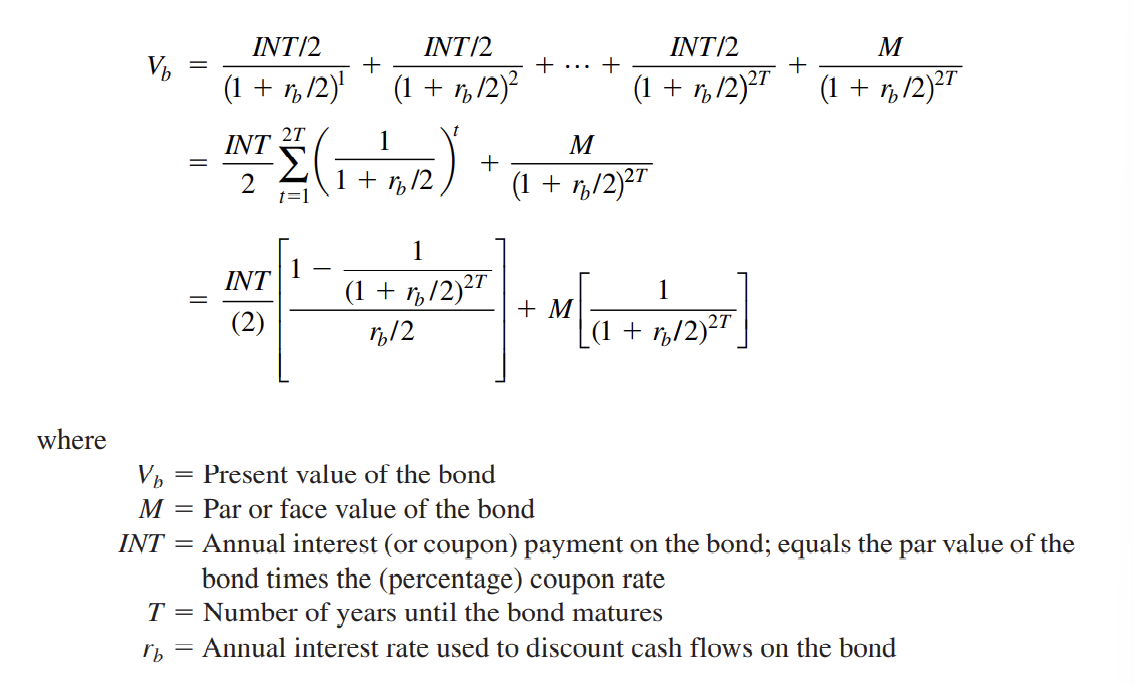 V_b = \frac{INT/2}{(1 + r_b/2)^1} + \frac{INT/2}{(1 + r_b/2)^2} + \cdots + \frac{INT/2}{(1 + r_b/2)^{2T}} + \frac{M}{(1 + r_b/2)^{2T}}
= \frac{INT}{2} \sum_{t=1}^{2T} \left( \frac{1}{1 + r_b/2} \right)^t + \frac{M}{(1 + r_b/2)^{2T}}
= \frac{INT}{(2)} \left[ \frac{1 - \frac{1}{(1 + r_b/2)^{2T}}}{r_b/2} \right] + M \left[ \frac{1}{(1 + r_b/2)^{2T}} \right]
where
V_b = Present value of the bond
M = Par or face value of the bond
INT = Annual interest (or coupon) payment on the bond; equals the par value of the
bond times the (percentage) coupon rate
T = Number of years until the bond matures
r_b = Annual interest rate used to discount cash flows on the bond